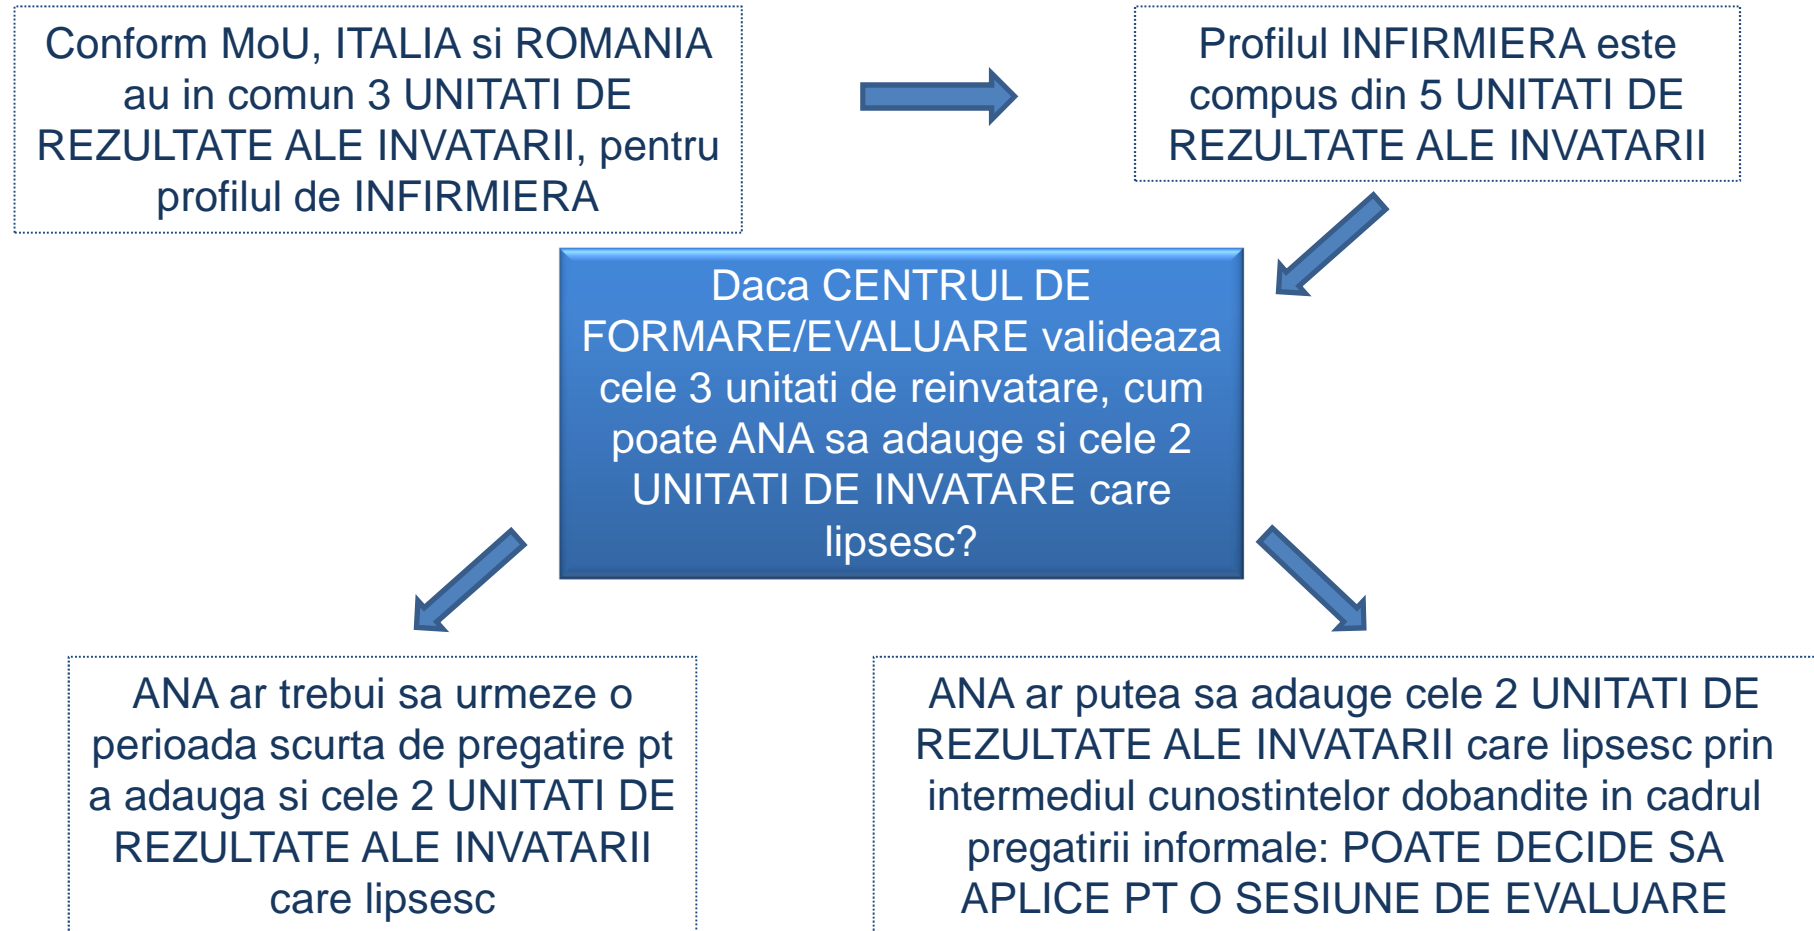 Conform MoU, ITALIA si ROMANIA
au in comun 3 UNITATI DE
REZULTATE ALE INVATARII, pentru
profilul de INFIRMIERA
Profilul INFIRMIERA este
compus din 5 UNITATI DE
REZULTATE ALE INVATARII
Daca CENTRUL DE
FORMARE/EVALUARE valideaza
cele 3 unitati de reinvatare, cum
poate ANA sa adauge si cele 2
UNITATI DE INVATARE care
lipsesc?
ANA ar trebui sa urmeze o
perioada scurta de pregatire pt
a adauga si cele 2 UNITATI DE
REZULTATE ALE INVATARII
care lipsesc
ANA ar putea sa adauge cele 2 UNITATI DE
REZULTATE ALE INVATARII care lipsesc prin
intermediul cunostintelor dobandite in cadrul
pregatirii informale: POATE DECIDE SA
APLICE PT O SESIUNE DE EVALUARE